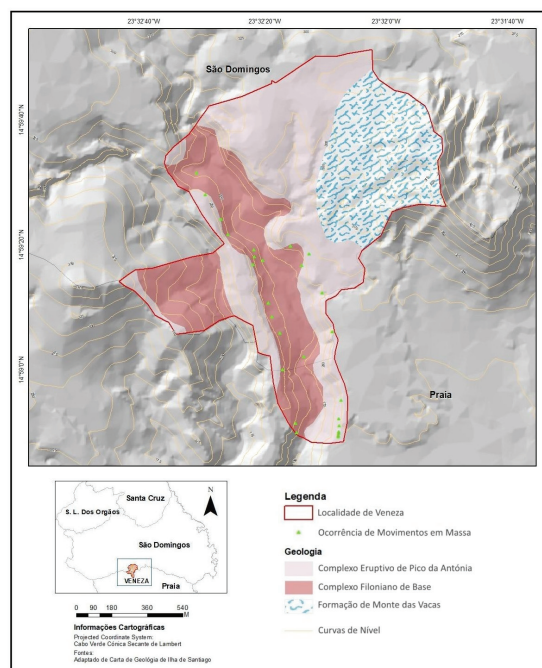 23°32'40"W
23°32'20"W
23°32'0"W
23°31'40"W
São Domingos
14°59'40"N
14°59'20"N
14°59'0"N
Praia
Santa Cruz
S. L. Dos Orgãos
São Domingos
VENEZA
Praia
N
0 90 180 360 540
M
Informações Cartográficas
Projected Coordinate System:
Cabo Verde Cónica Secante de Lambert
Fontes:
Adaptado de Carta de Geológia de Ilha de Santiago
Legenda
Localidade de Veneza
Ocorrência de Movimentos em Massa
Geologia
Complexo Eruptivo de Pico da Antónia
Complexo Filoniano de Base
Formação de Monte das Vacas
Curvas de Nível